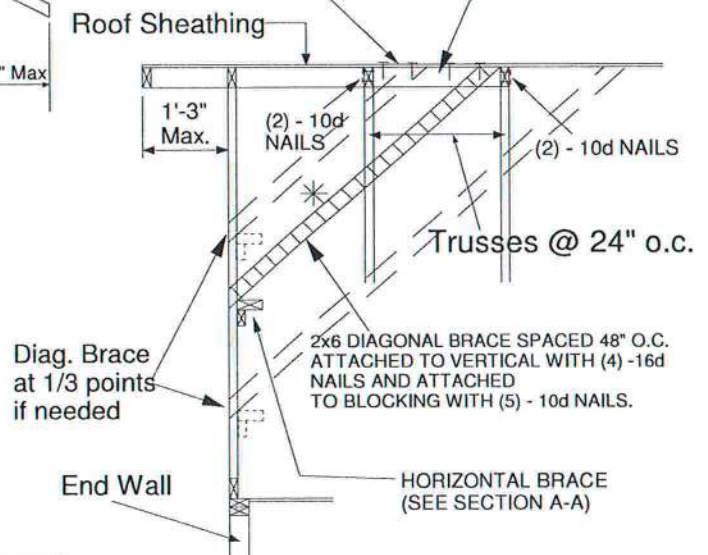 Roof Sheathing
" Max
1'-3"
Max.
(2) - 10d
NAILS
(2) - 10d NAILS
Trusses @ 24" o.c.
2x6 DIAGONAL BRACE SPACED 48" O.C.
ATTACHED TO VERTICAL WITH (4) -16d
NAILS AND ATTACHED
TO BLOCKING WITH (5) - 10d NAILS.
Diag. Brace
at 1/3 points
if needed
End Wall
HORIZONTAL BRACE
(SEE SECTION A-A)